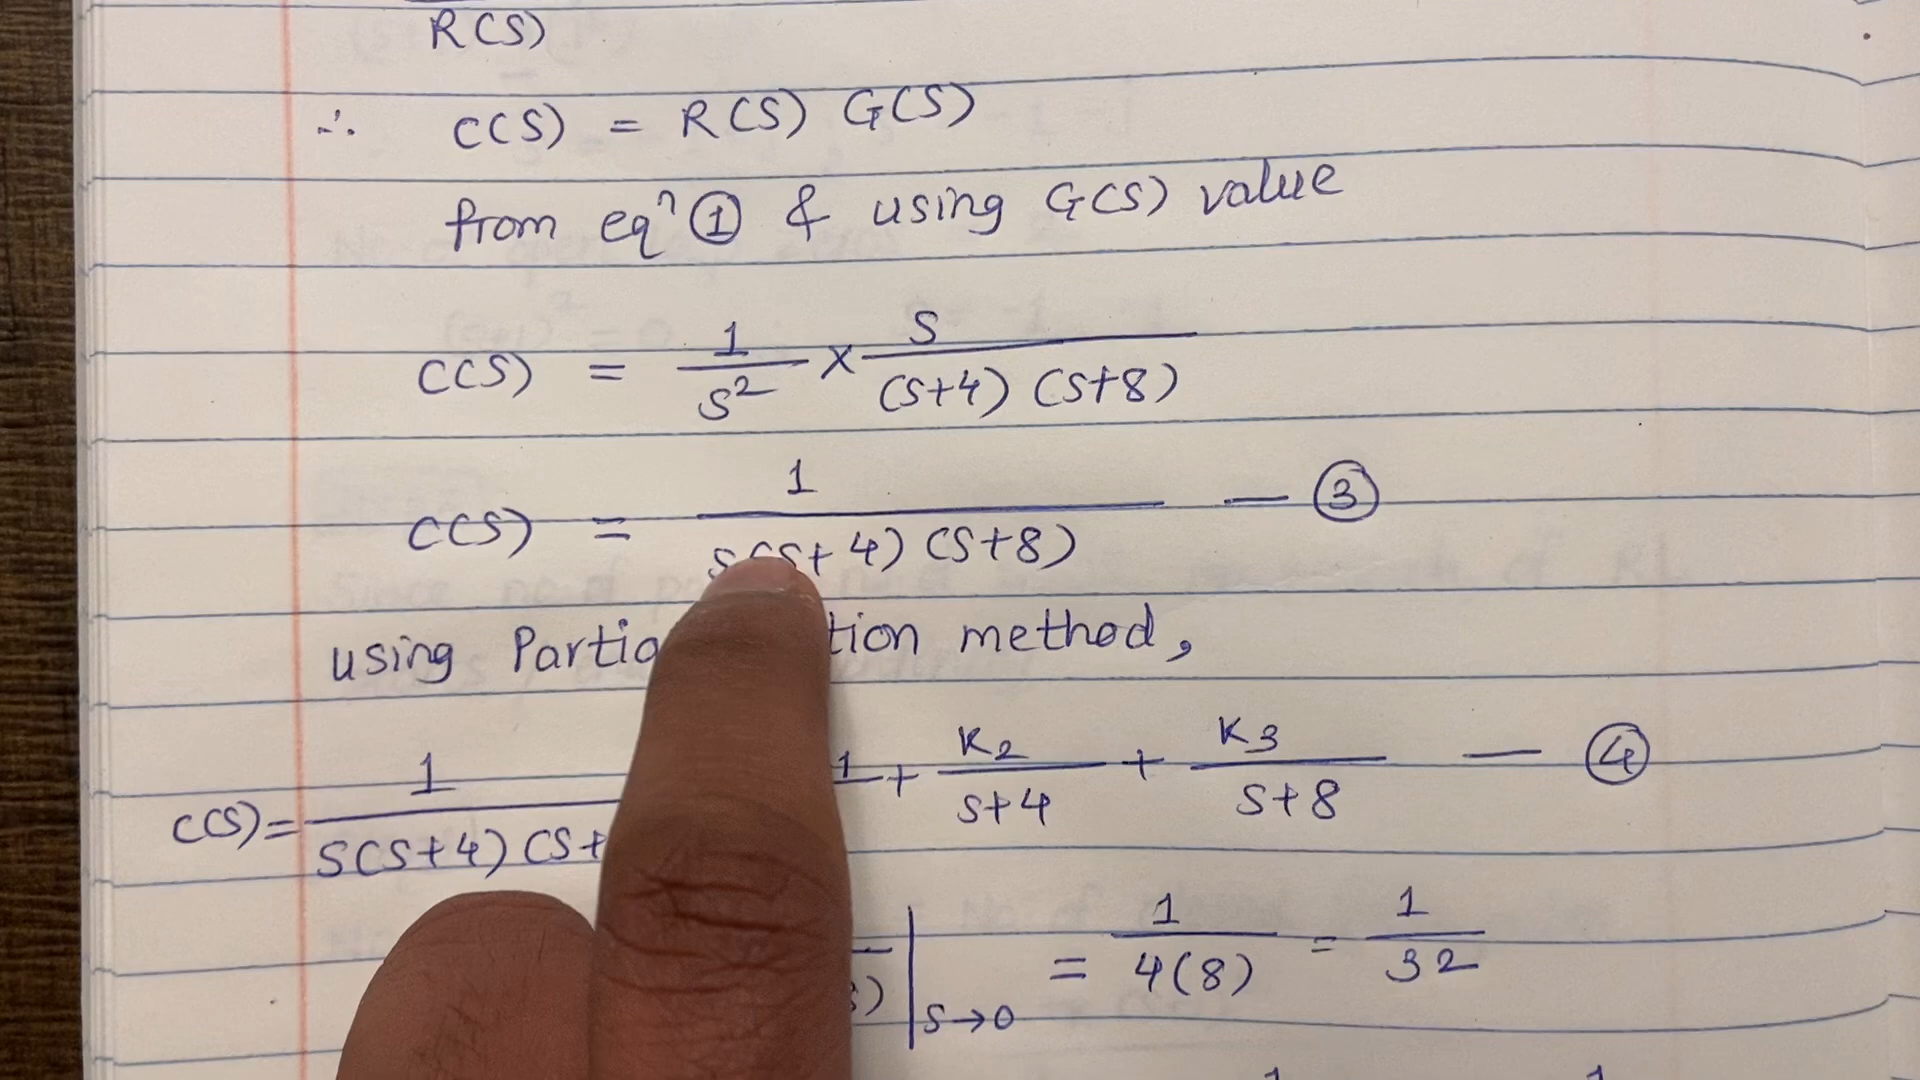 R(S)
∴ C(S) = R(S) G(S)
from eqⁿ ① & using G(S) value
C(S) = 1/S² × S/((S+4) (S+8))
C(S) = 1/(S(S+4) (S+8)) — ③
using tion method,
C(S) = 1/(S(S+4) (S+ 1 + K2/(S+4) + K3/(S+8) — ④
) | S→0 = 1/4(8) = 1/32